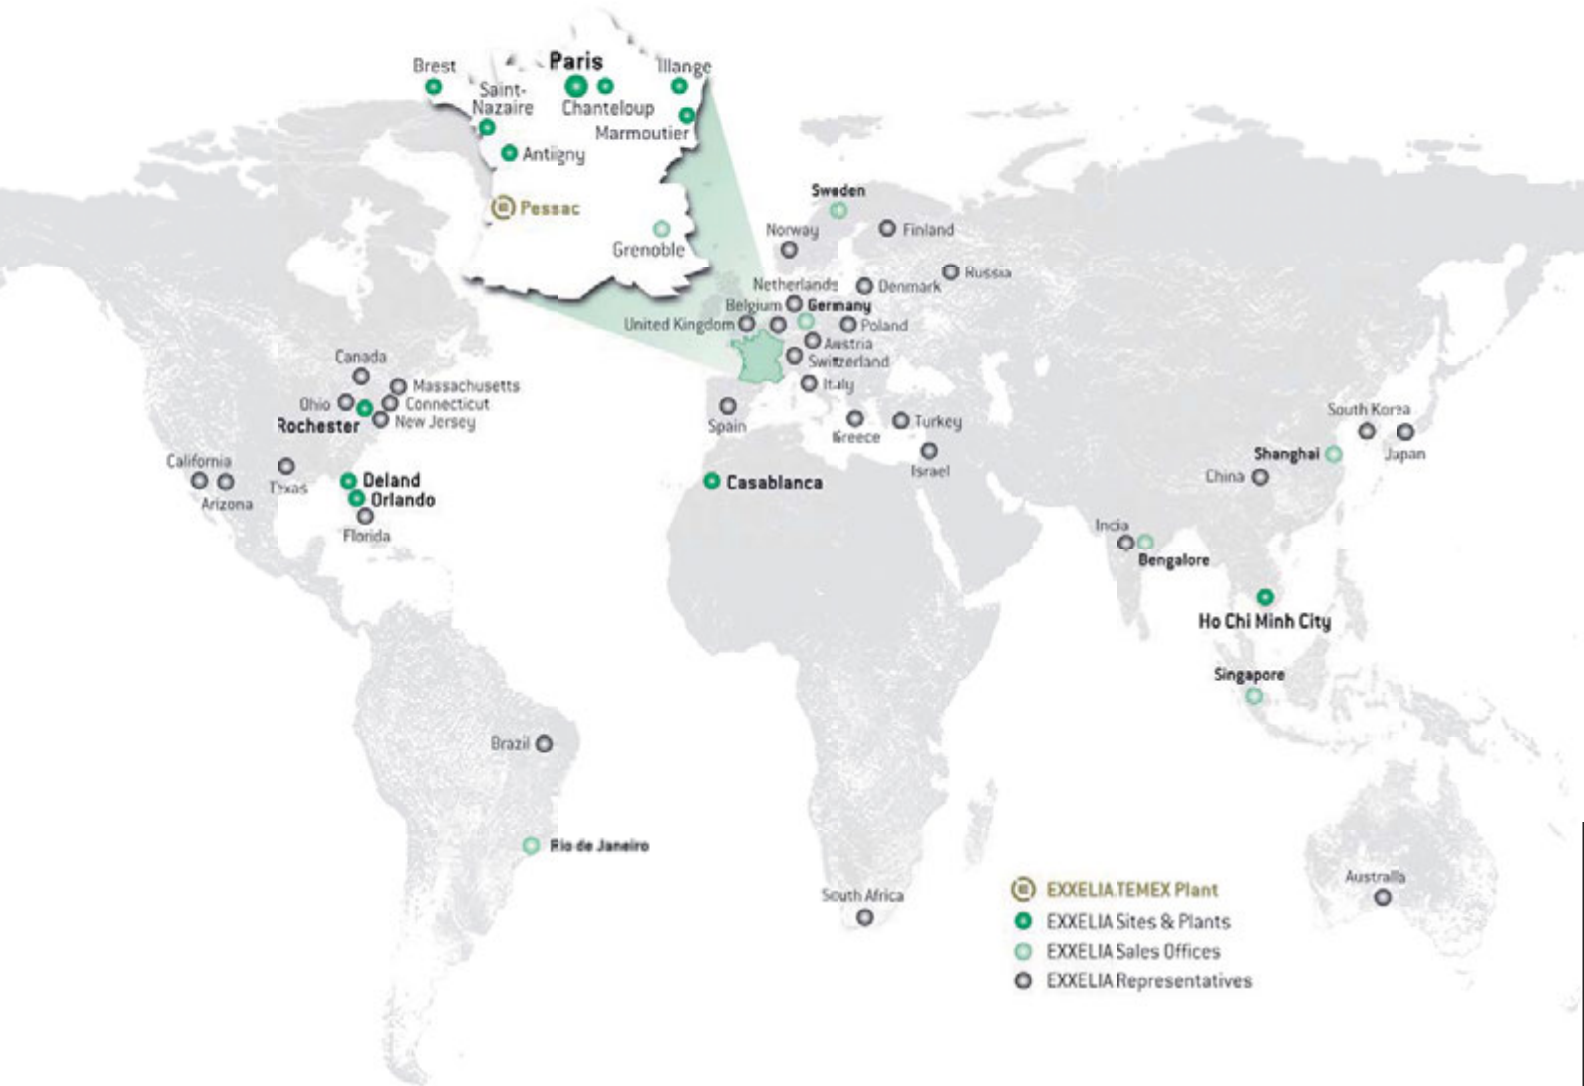 Brest
Paris
Illange
Saint-
Nazaire
Chanteloup
Marmoutier
Antigny
Pessac
Grenoble
Sweden
Norway
Finland
Russia
Netherlands
Denmark
Belgium
Germany
United Kingdom
Poland
Austria
Switzerland
Italy
Spain
Greece
Turkey
Israel
Canada
Massachusetts
Ohio
Connecticut
Rochester
New Jersey
California
Texas
Arizona
Deland
Orlando
Florida
Casablanca
South Korea
Japan
Shanghai
China
India
Bengalore
Ho Chi Minh City
Singapore
Brazil
Rio de Janeiro
South Africa
Australia
EXXELIA TEMEX Plant
EXXELIA Sites & Plants
EXXELIA Sales Offices
EXXELIA Representatives